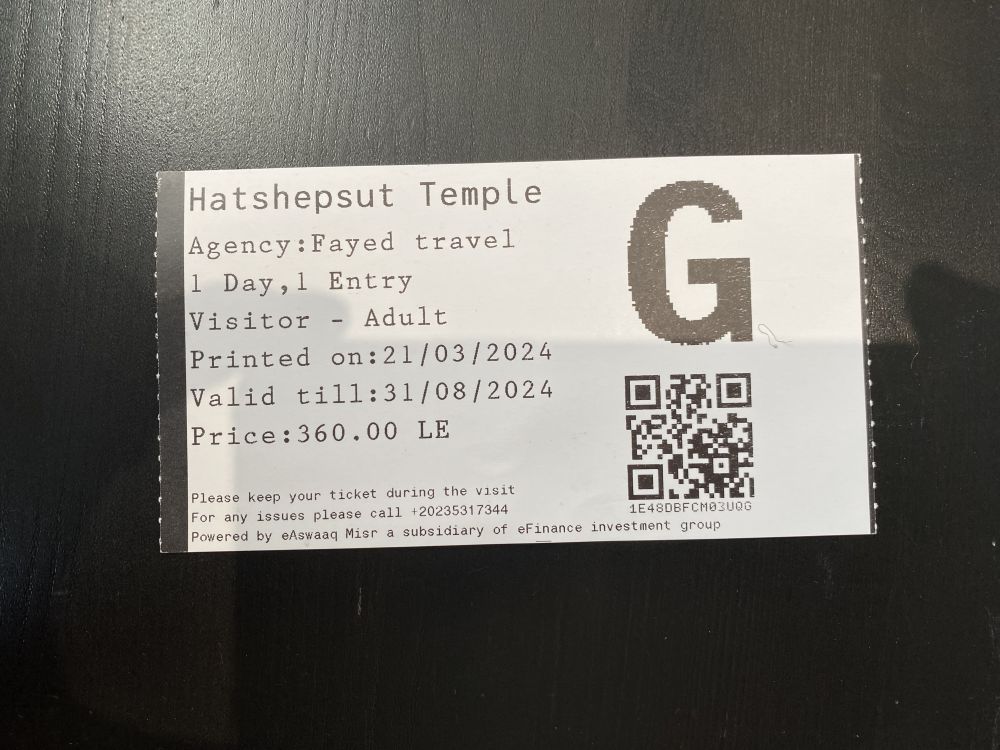 Hatshepsut Temple
Agency:Fayed travel
1 Day,1 Entry
Visitor - Adult
Printed on:21/03/2024
Valid till:31/08/2024
Price:360.00 LE
Please keep your ticket during the visit
For any issues please call +20235317344
Powered by eAswaaq Misr a subsidiary of eFinance investment group
G
1E48DBFCM03UQG